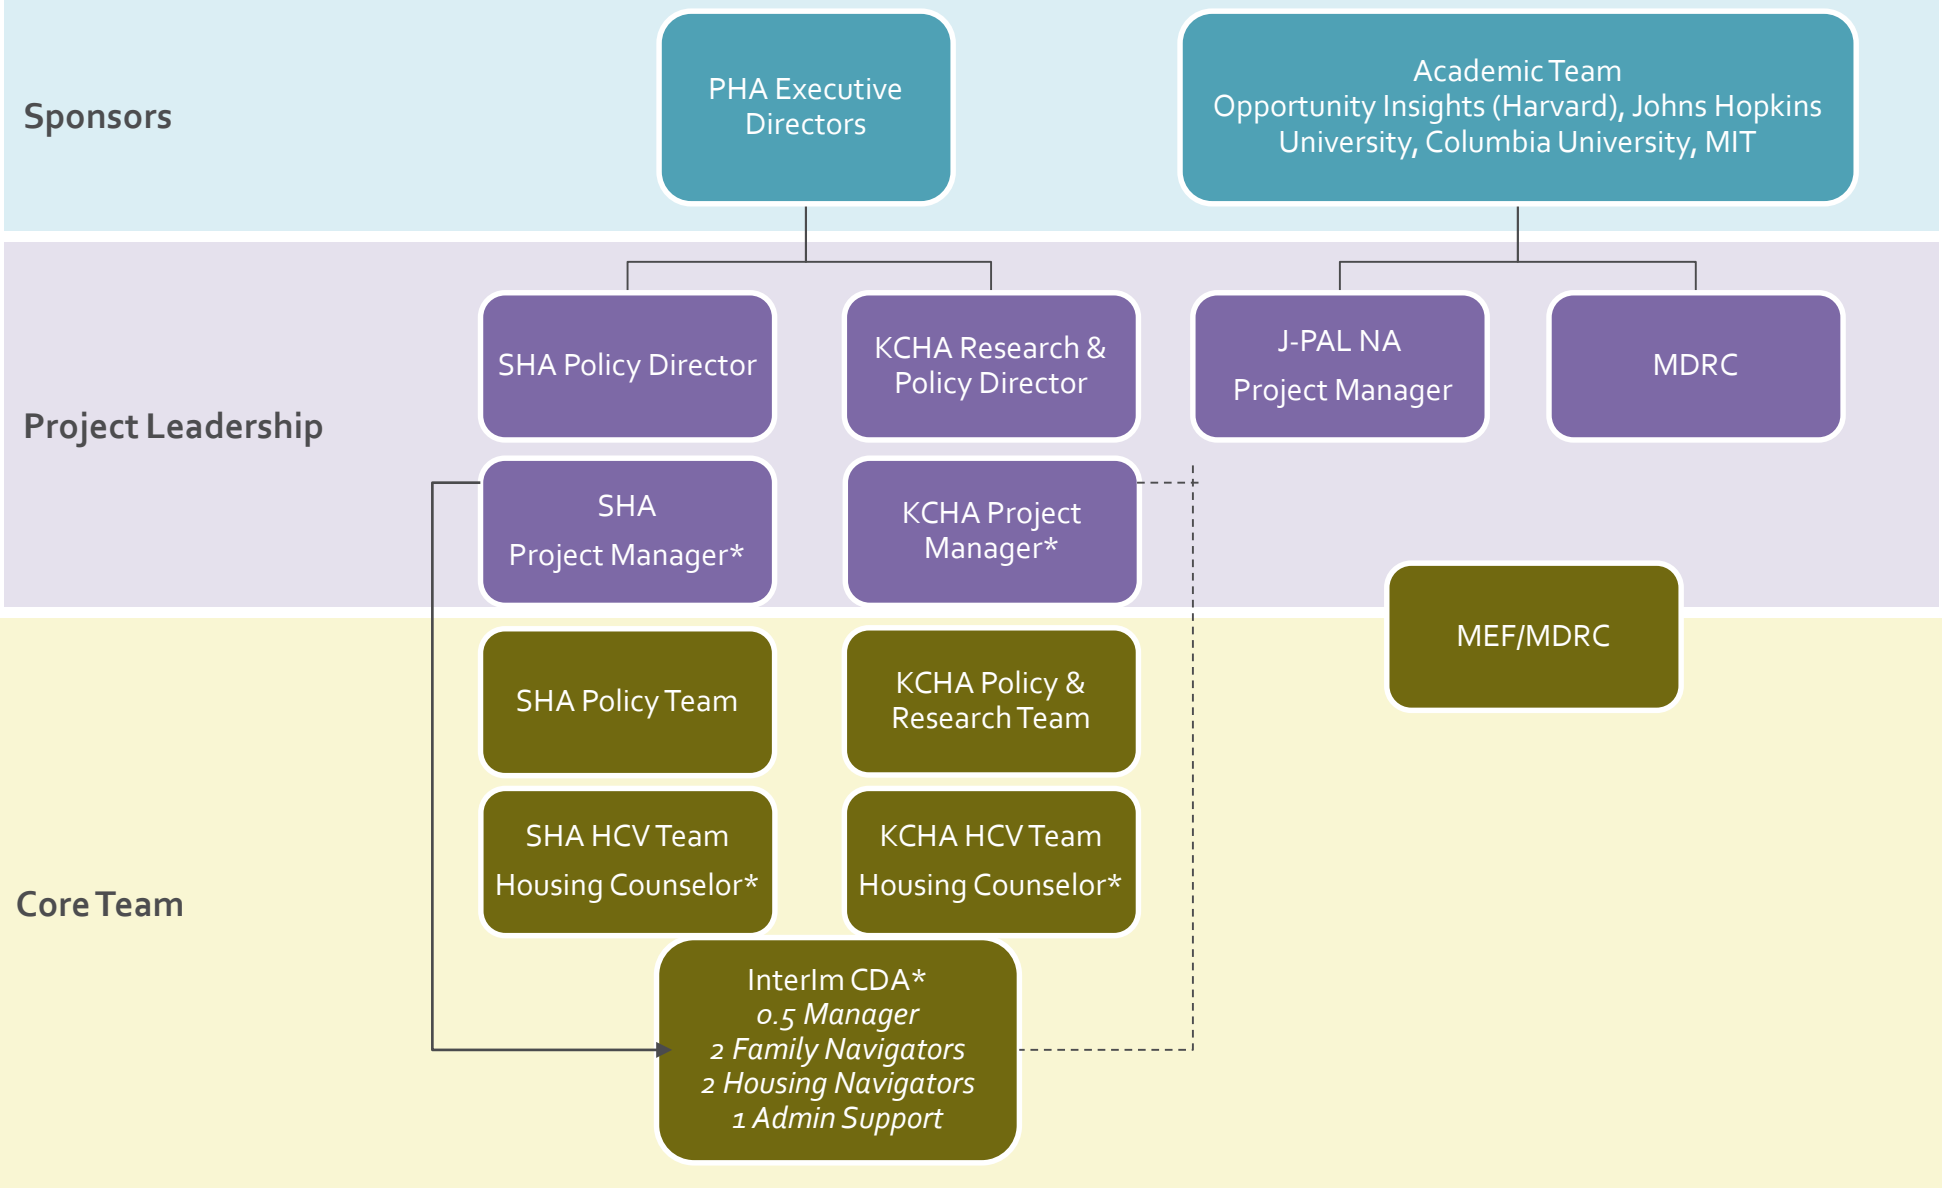 Sponsors
PHA Executive
Directors
Academic Team
Opportunity Insights (Harvard), Johns Hopkins
University, Columbia University, MIT
Project Leadership
SHA Policy Director
KCHA Research &
Policy Director
J-PAL NA
Project Manager
MDRC
SHA
Project Manager*
KCHA Project
Manager*
MEF/MDRC
Core Team
SHA Policy Team
KCHA Policy &
Research Team
SHA HCV Team
Housing Counselor*
KCHA HCV Team
Housing Counselor*
InterIm CDA*
0.5 Manager
2 Family Navigators
2 Housing Navigators
1 Admin Support